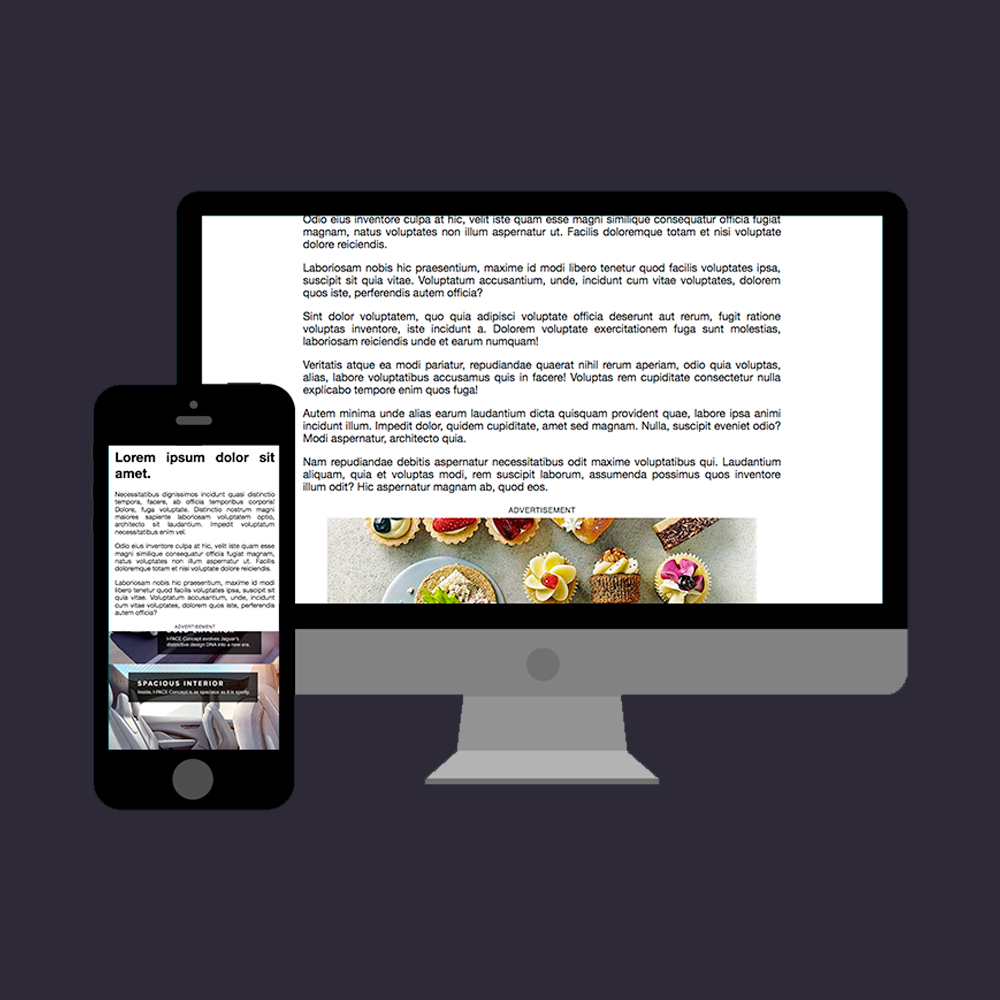 Odio eius inventore culpa at hic, velit iste quam esse magni similique consequatur officia fugiat
magnam, natus voluptates non illum aspernatur ut. Facilis doloremque totam et nisi voluptate
dolore reiciendis.
Laboriosam nobis hic praesentium, maxime id modi libero tenetur quod facilis voluptates ipsa,
suscipit sit quia vitae. Voluptatum accusantium, unde, incidunt cum vitae voluptates, dolorem
quos iste, perferendis autem officia?
Sint dolor voluptatem, quo quia adipisci voluptate officia deserunt aut rerum, fugit ratione
voluptas inventore, iste incidunt a. Dolorem voluptate exercitationem fuga sunt molestias,
laboriosam reiciendis unde et earum numquam!
Veritatis atque ea modi pariatur, repudiandae quaerat nihil rerum aperiam, odio quia voluptas,
alias, labore voluptatibus accusamus quis in facere! Voluptas rem cupiditate consectetur nulla
explicabo tempore enim quos fuga!
Autem minima unde alias earum laudantium dicta quisquam provident quae, labore ipsa animi
incidunt illum. Impedit dolor, quidem cupiditate, amet sed magnam. Nulla, suscipit eveniet odio?
Modi aspernatur, architecto quia.
Nam repudiandae debitis aspernatur necessitatibus odit maxime voluptatibus qui. Laudantium
aliquam, quia et voluptas modi, rem suscipit laborum, assumenda possimus quos inventore
illum odit? Hic aspernatur magnam ab, quod eos.
ADVERTISEMENT
Lorem ipsum dolor sit
amet.
Necessitatibus dignissimos incidunt quasi distinctio
tempora, facere, ab officia temporibus corporis!
Dolore, fuga voluptate. Distinctio nostrum magni
maiores sapiente laboriosam voluptatem optio,
architecto sit laudantium. Impedit voluptatum
necessitatibus enim vel.
Odio eius inventore culpa at hic, velit iste quam esse
magni similique consequatur officia fugiat magnam,
natus voluptates non illum aspernatur ut. Facilis
doloremque totam et nisi voluptate dolore reiciendis.
Laboriosam nobis hic praesentium, maxime id modi
libero tenetur quod facilis voluptates ipsa, suscipit sit
quia vitae. Voluptatum accusantium, unde, incidunt
cum vitae voluptates, dolorem quos iste, perferendis
autem officia?
ADVERTISEMENT
I-PACE Concept evolves Jaguar's
distinctive design DNA into a new era.
SPACIOUS INTERIOR
Inside, I-PACE Concept is as spacious as it is sporty.